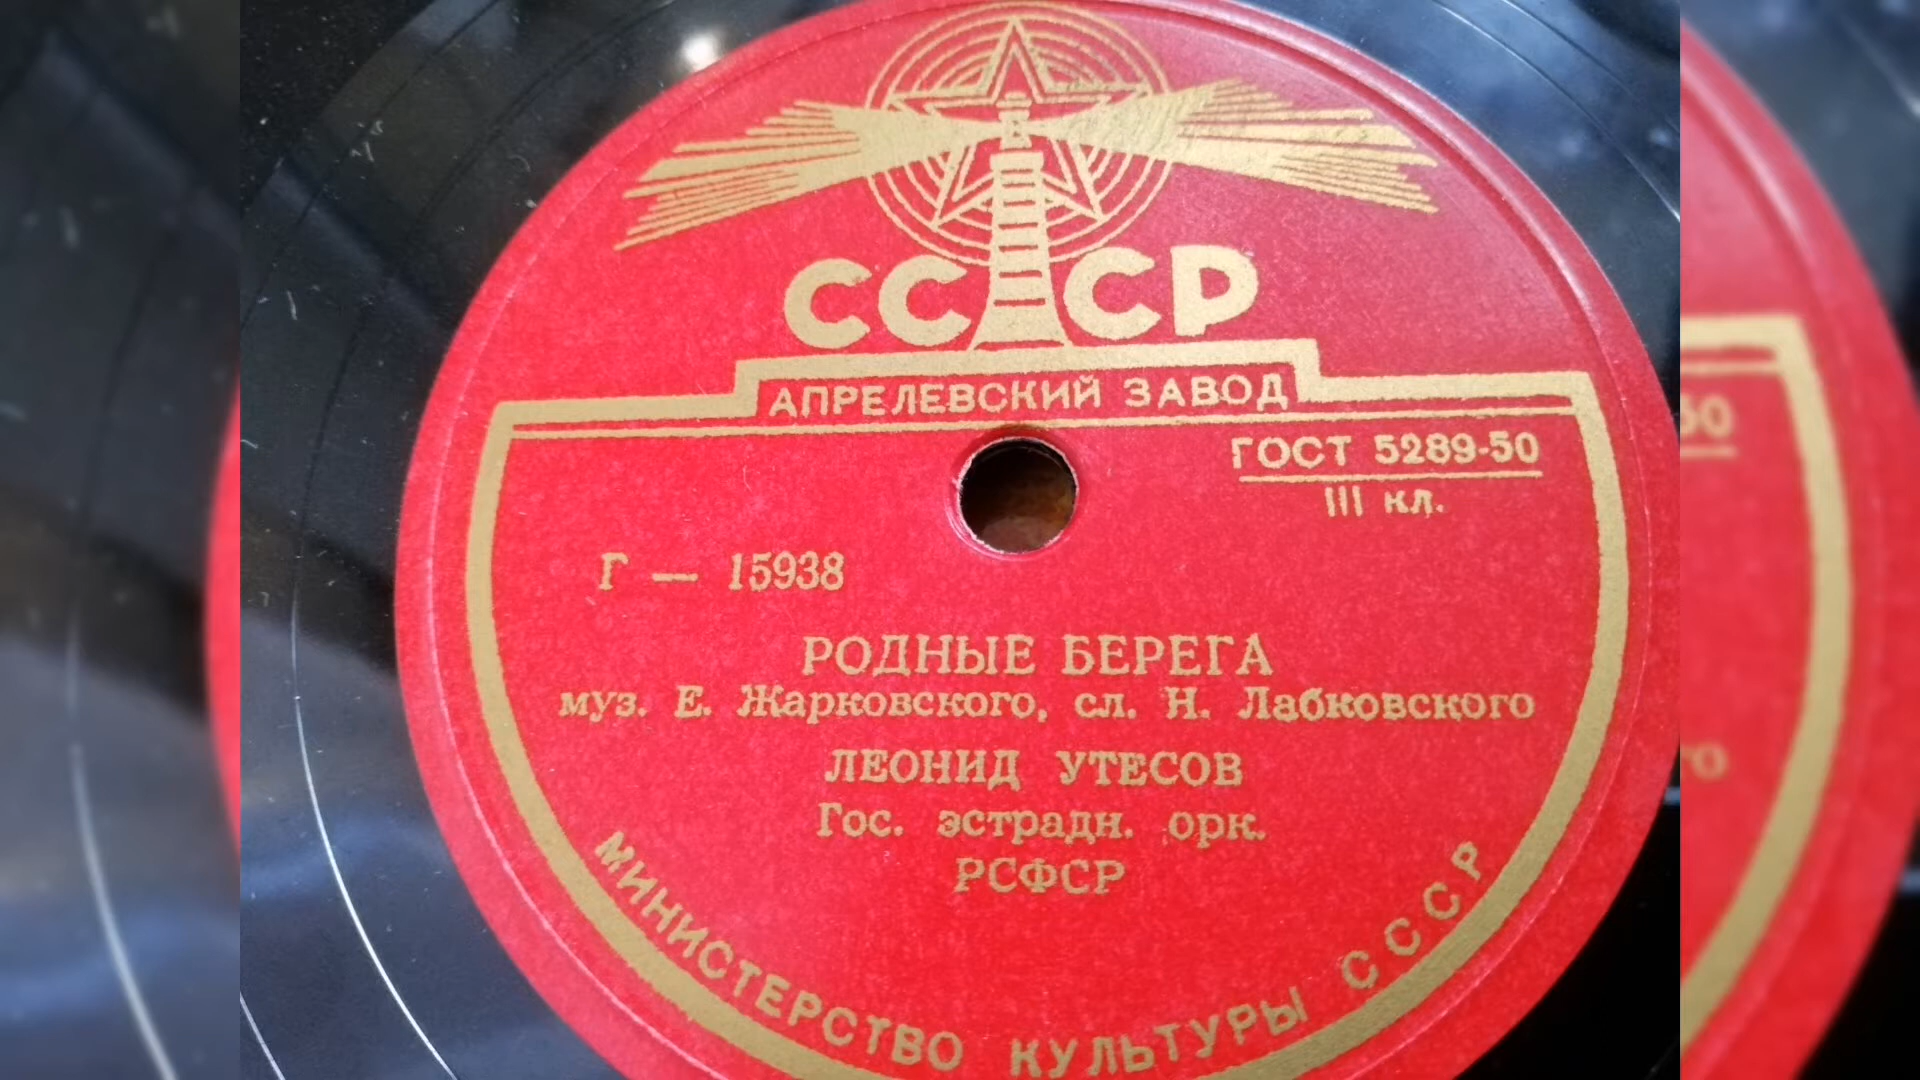 СССР
АПРЕЛЕВСКИЙ ЗАВОД
ГОСТ 5289-50
III кл.
Г — 15938
РОДНЫЕ БЕРЕГА
муз. Е. Жарковского, сл. Н. Лабковского
ЛЕОНИД УТЕСОВ
Гос. эстрадн. орк.
РСФСР
МИНИСТЕРСТВО КУЛЬТУРЫ СССР